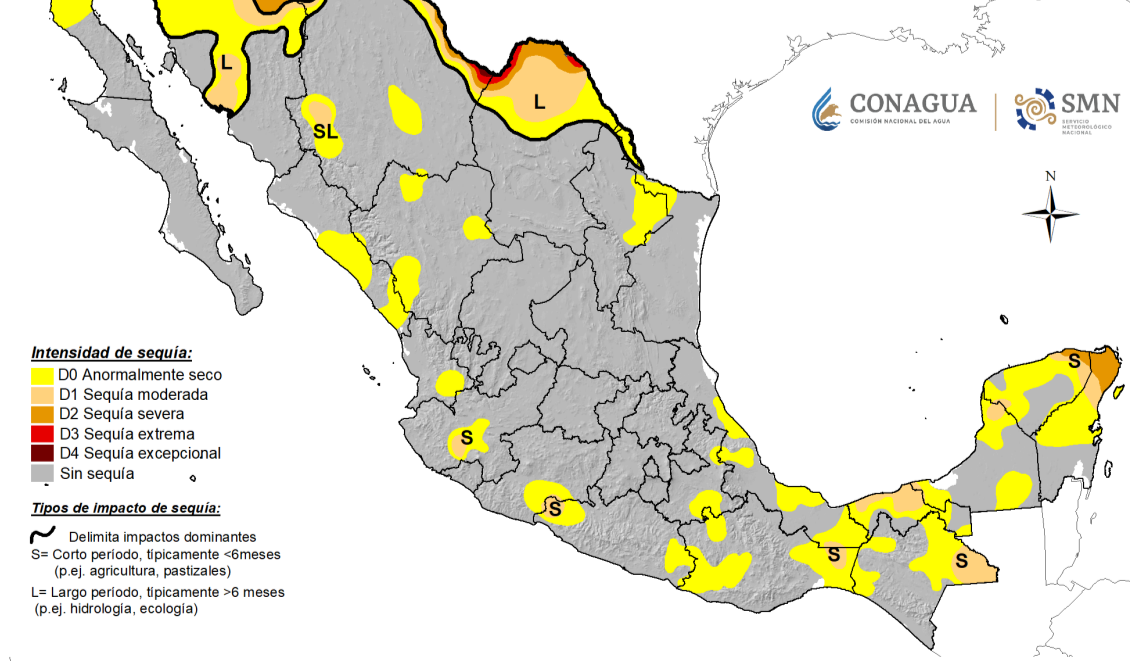 L
SL
L
CONAGUA
COMISIÓN NACIONAL DEL AGUA
SMN
SERVICIO
METEOROLÓGICO
NACIONAL
N
Intensidad de sequía:
D0 Anormalmente seco
D1 Sequía moderada
D2 Sequía severa
D3 Sequía extrema
D4 Sequía excepcional
Sin sequía
Tipos de impacto de sequía:
Delimita impactos dominantes
S= Corto período, típicamente <6meses
(p.ej. agricultura, pastizales)
L= Largo período, típicamente >6 meses
(p.ej. hidrología, ecología)
S
S
S
S
S